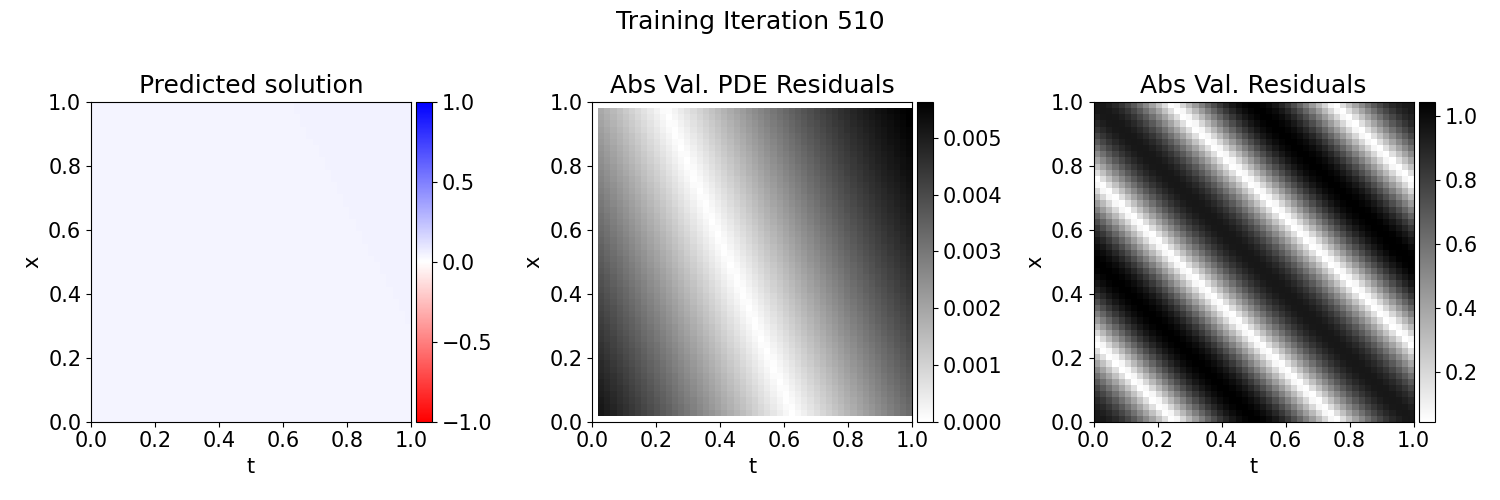 Training Iteration 510
Predicted solution
Abs Val. PDE Residuals
Abs Val. Residuals
1.0
0.8
0.6
0.4
0.2
0.0
x
0.0 0.2 0.4 0.6 0.8 1.0
t
1.0
0.5
0.0
−0.5
−1.0
1.0
0.8
0.6
0.4
0.2
0.0
x
0.0 0.2 0.4 0.6 0.8 1.0
t
0.005
0.004
0.003
0.002
0.001
0.000
1.0
0.8
0.6
0.4
0.2
0.0
x
0.0 0.2 0.4 0.6 0.8 1.0
t
1.0
0.8
0.6
0.4
0.2